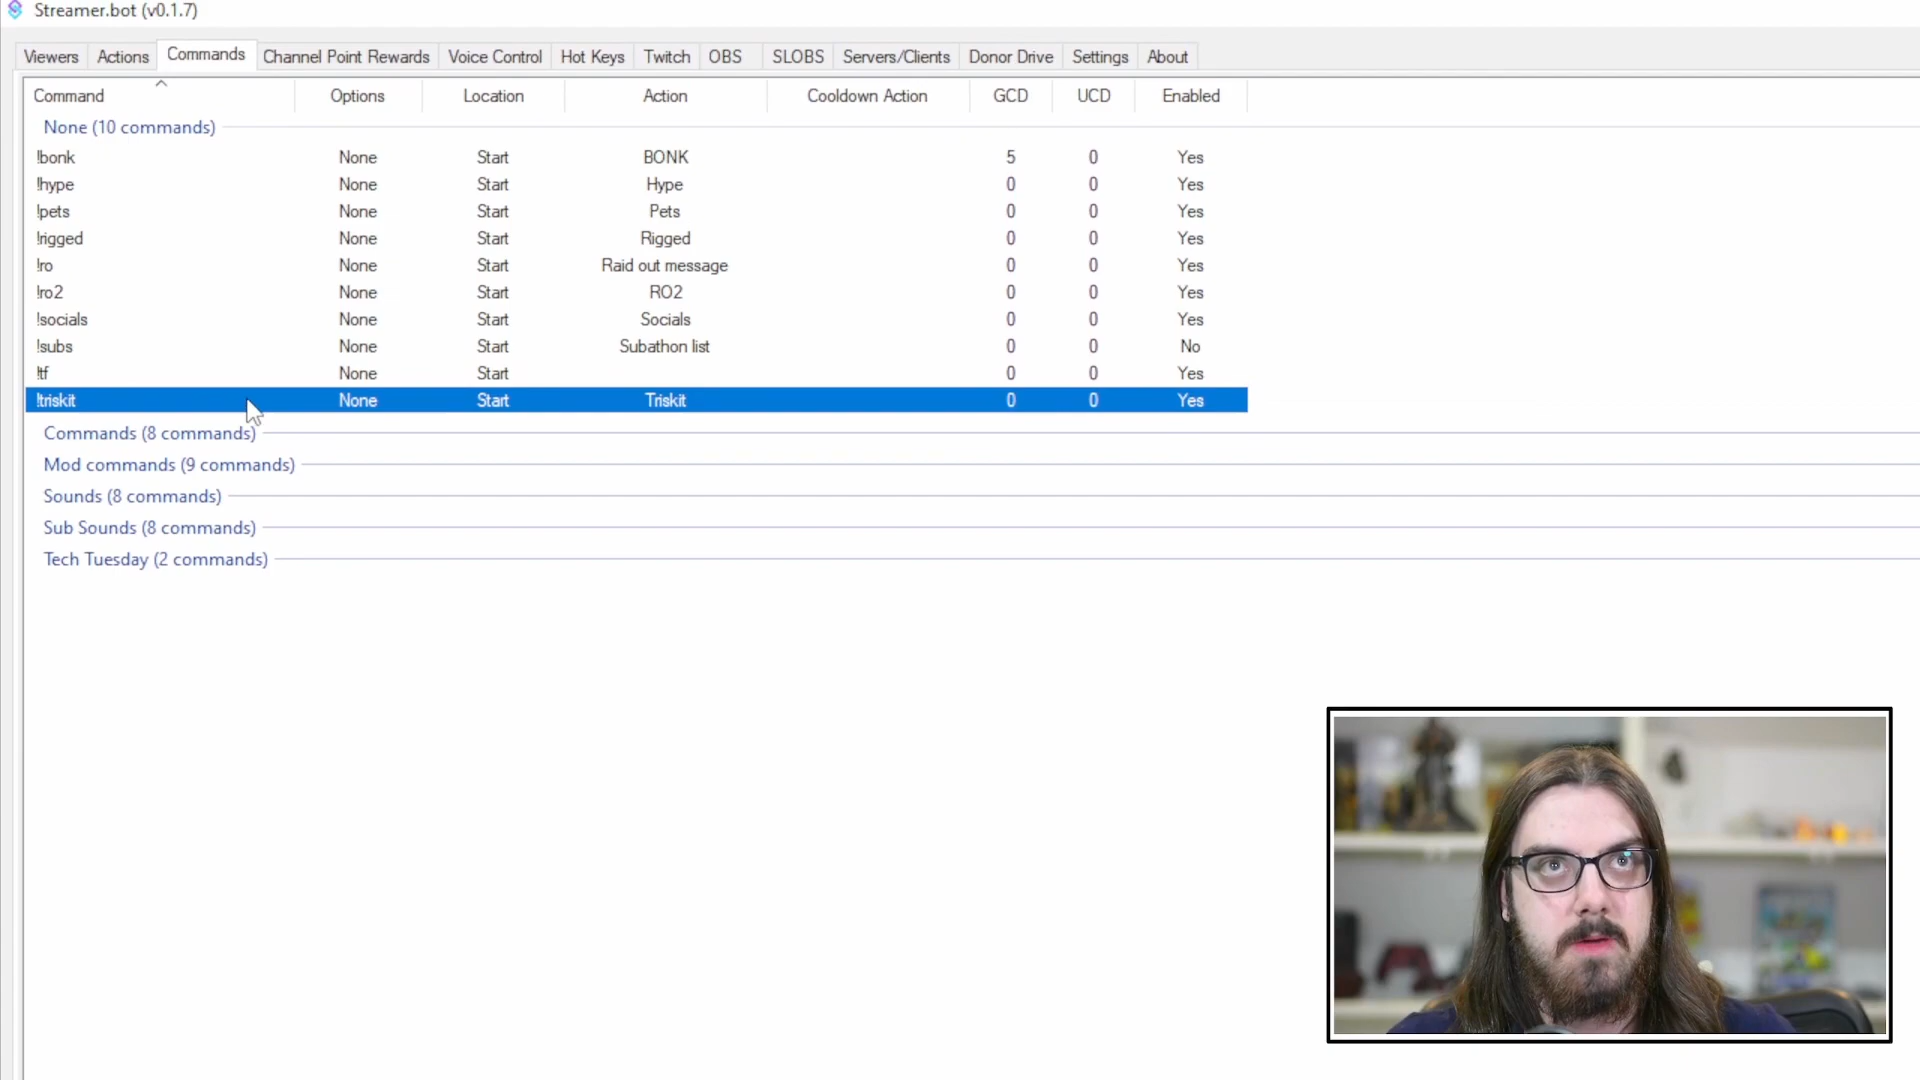 Streamer.bot (v0.1.7)
Viewers Actions Commands Channel Point Rewards Voice Control Hot Keys Twitch OBS SLOBS Servers/Clients Donor Drive Settings About
Command Options Location Action Cooldown Action GCD UCD Enabled
None (10 commands)
!bonk None Start BONK 5 0 Yes
!hype None Start Hype 0 0 Yes
!pets None Start Pets 0 0 Yes
!rigged None Start Rigged 0 0 Yes
!ro None Start Raid out message 0 0 Yes
!ro2 None Start RO2 0 0 Yes
!socials None Start Socials 0 0 Yes
!subs None Start Subathon list 0 0 No
!tf None Start 0 0 Yes
!triskit None Start Triskit 0 0 Yes
Commands (8 commands)
Mod commands (9 commands)
Sounds (8 commands)
Sub Sounds (8 commands)
Tech Tuesday (2 commands)